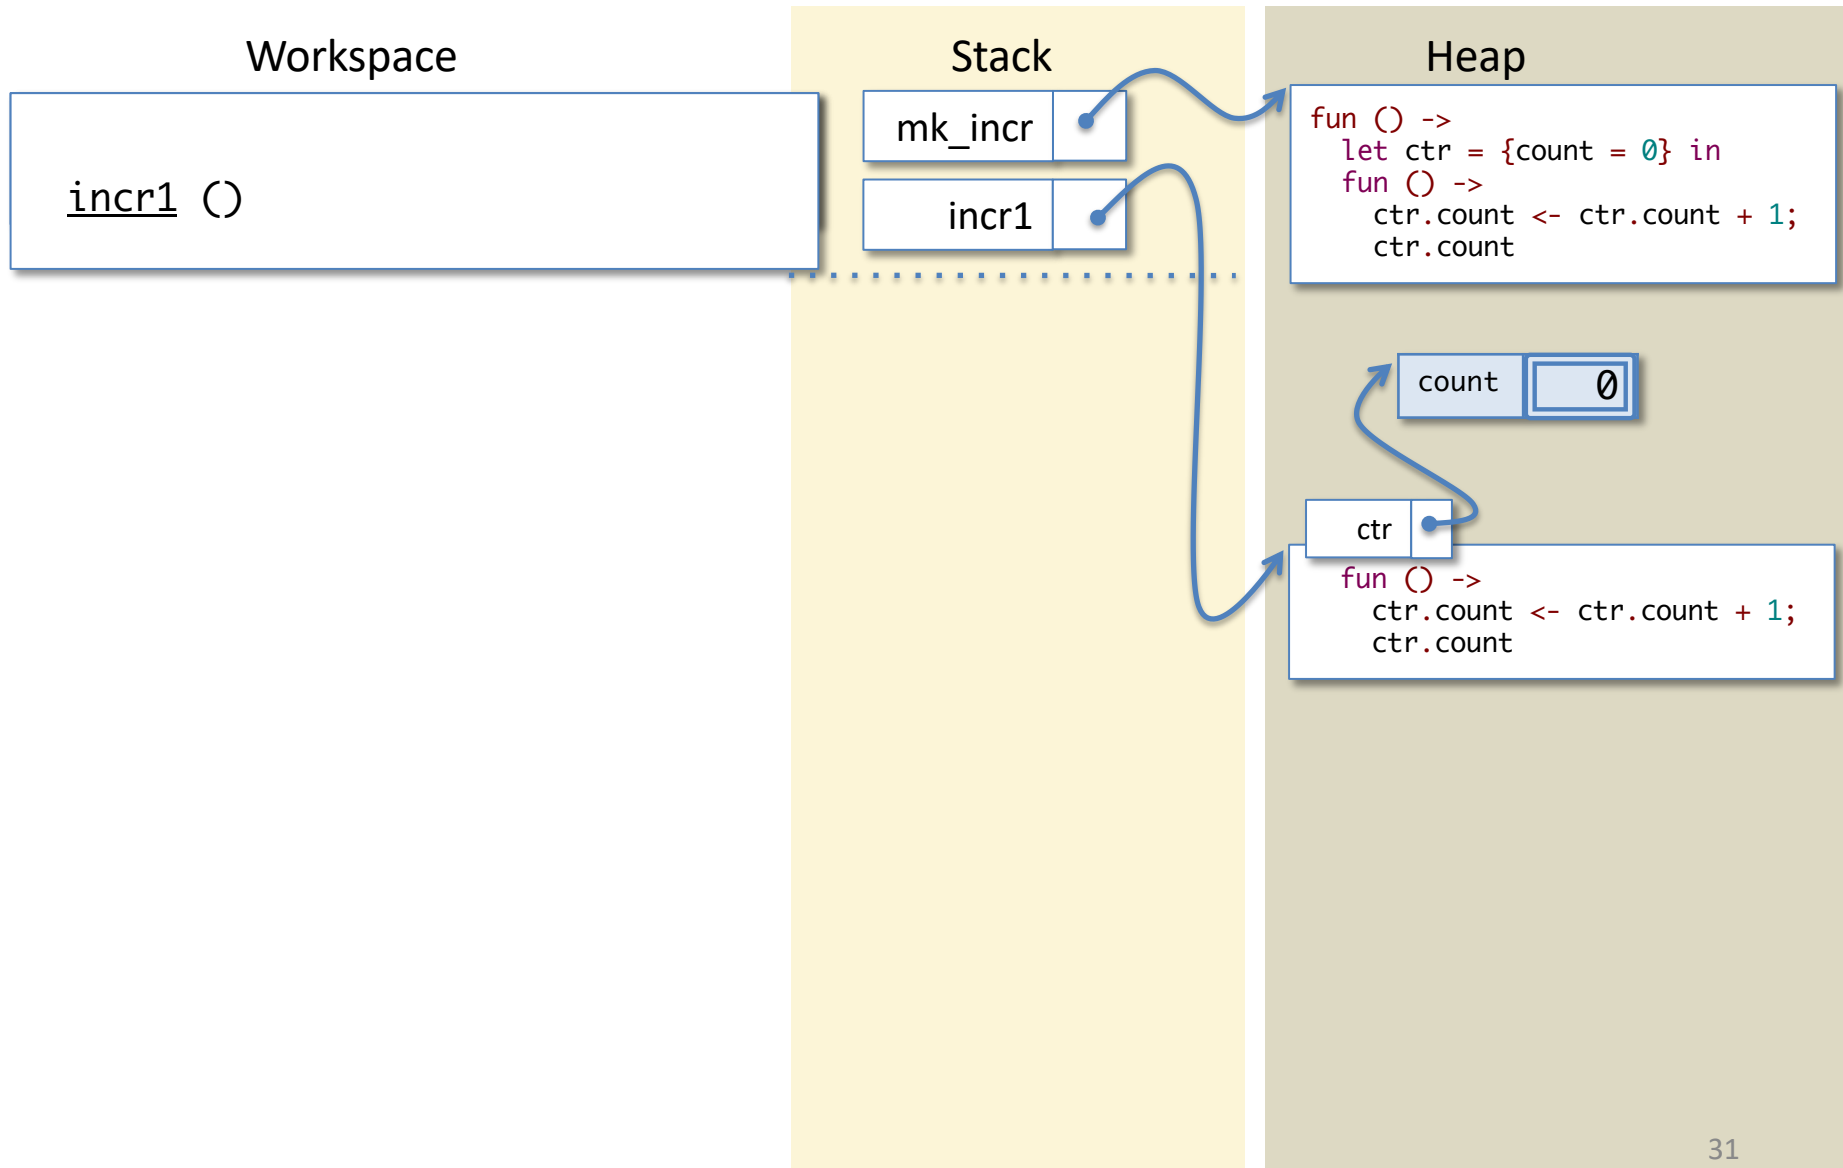 Workspace
Stack
Heap
incr1 ()
mk_incr
incr1
fun () ->
let ctr = {count = 0} in
fun () ->
ctr.count <- ctr.count + 1;
ctr.count
count 0
ctr
fun () ->
ctr.count <- ctr.count + 1;
ctr.count
31